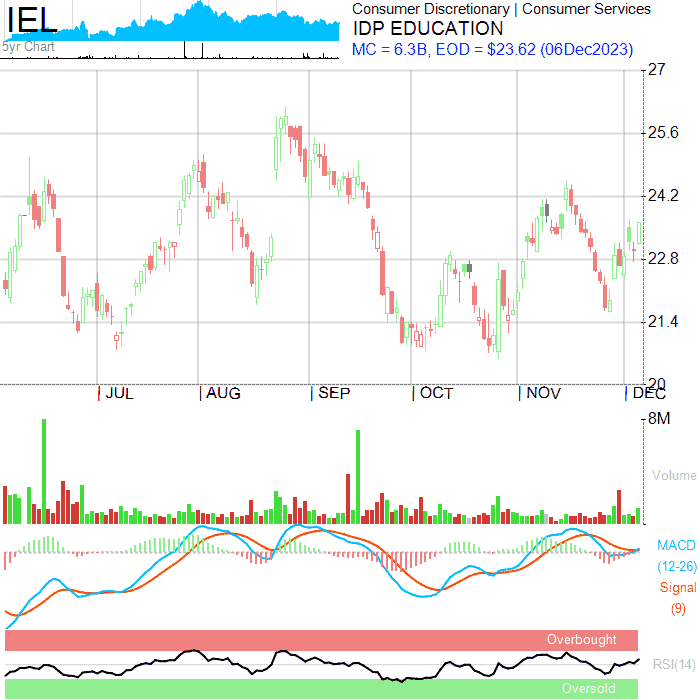 IEL
5yr Chart
Consumer Discretionary | Consumer Services
IDP EDUCATION
MC = 6.3B, EOD = $23.62 (06Dec2023)
27
25.6
24.2
22.8
21.4
20
JUL AUG SEP OCT NOV DEC
8M
Volume
MACD
(12-26)
Signal
(9)
Overbought
RSI(14)
Oversold